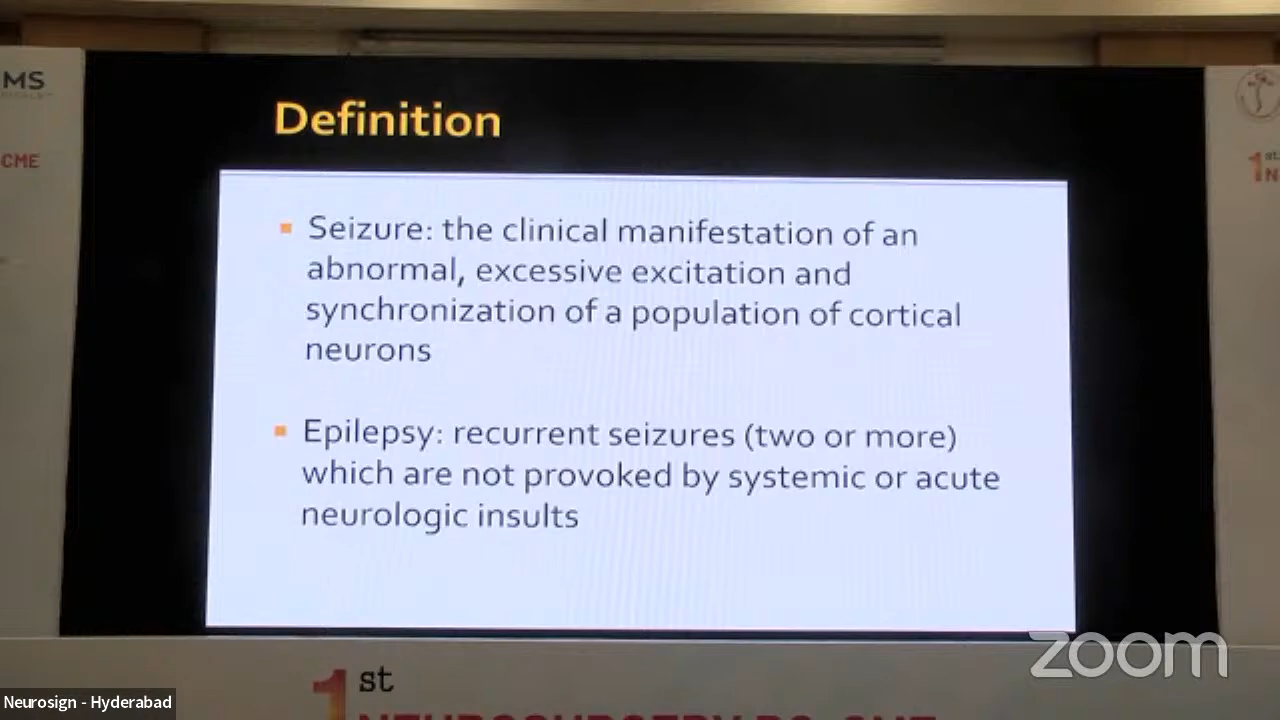 MS
CME
Definition
Seizure: the clinical manifestation of an
abnormal, excessive excitation and
synchronization of a population of cortical
neurons
Epilepsy: recurrent seizures (two or more)
which are not provoked by systemic or acute
neurologic insults
1st
N
1st
zoom
Neurosign - Hyderabad